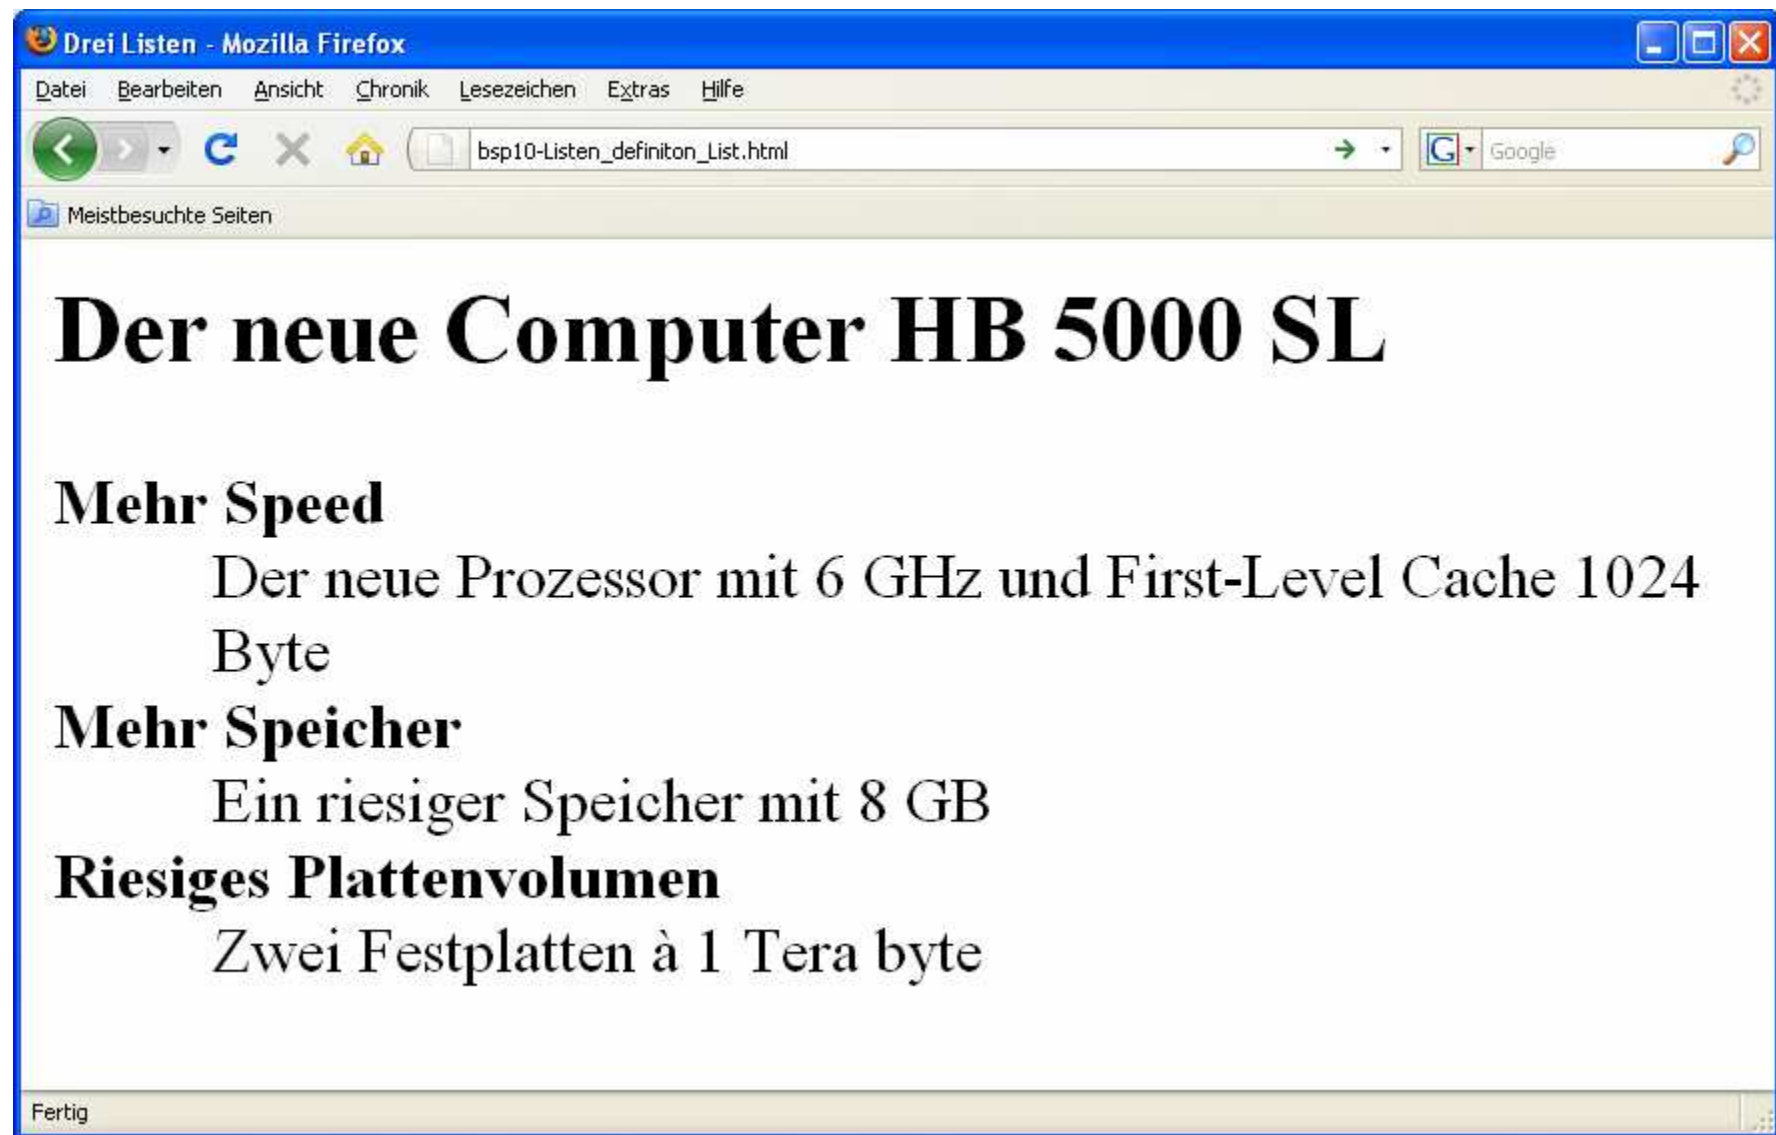 Drei Listen - Mozilla Firefox
Datei Bearbeiten Ansicht Chronik Lesezeichen Extras Hilfe
bsp10-Listen_definiton_List.html
G Google
Meistbesuchte Seiten
Der neue Computer HB 5000 SL
Mehr Speed
Der neue Prozessor mit 6 GHz und First-Level Cache 1024
Byte
Mehr Speicher
Ein riesiger Speicher mit 8 GB
Riesiges Plattenvolumen
Zwei Festplatten à 1 Tera byte
Fertig